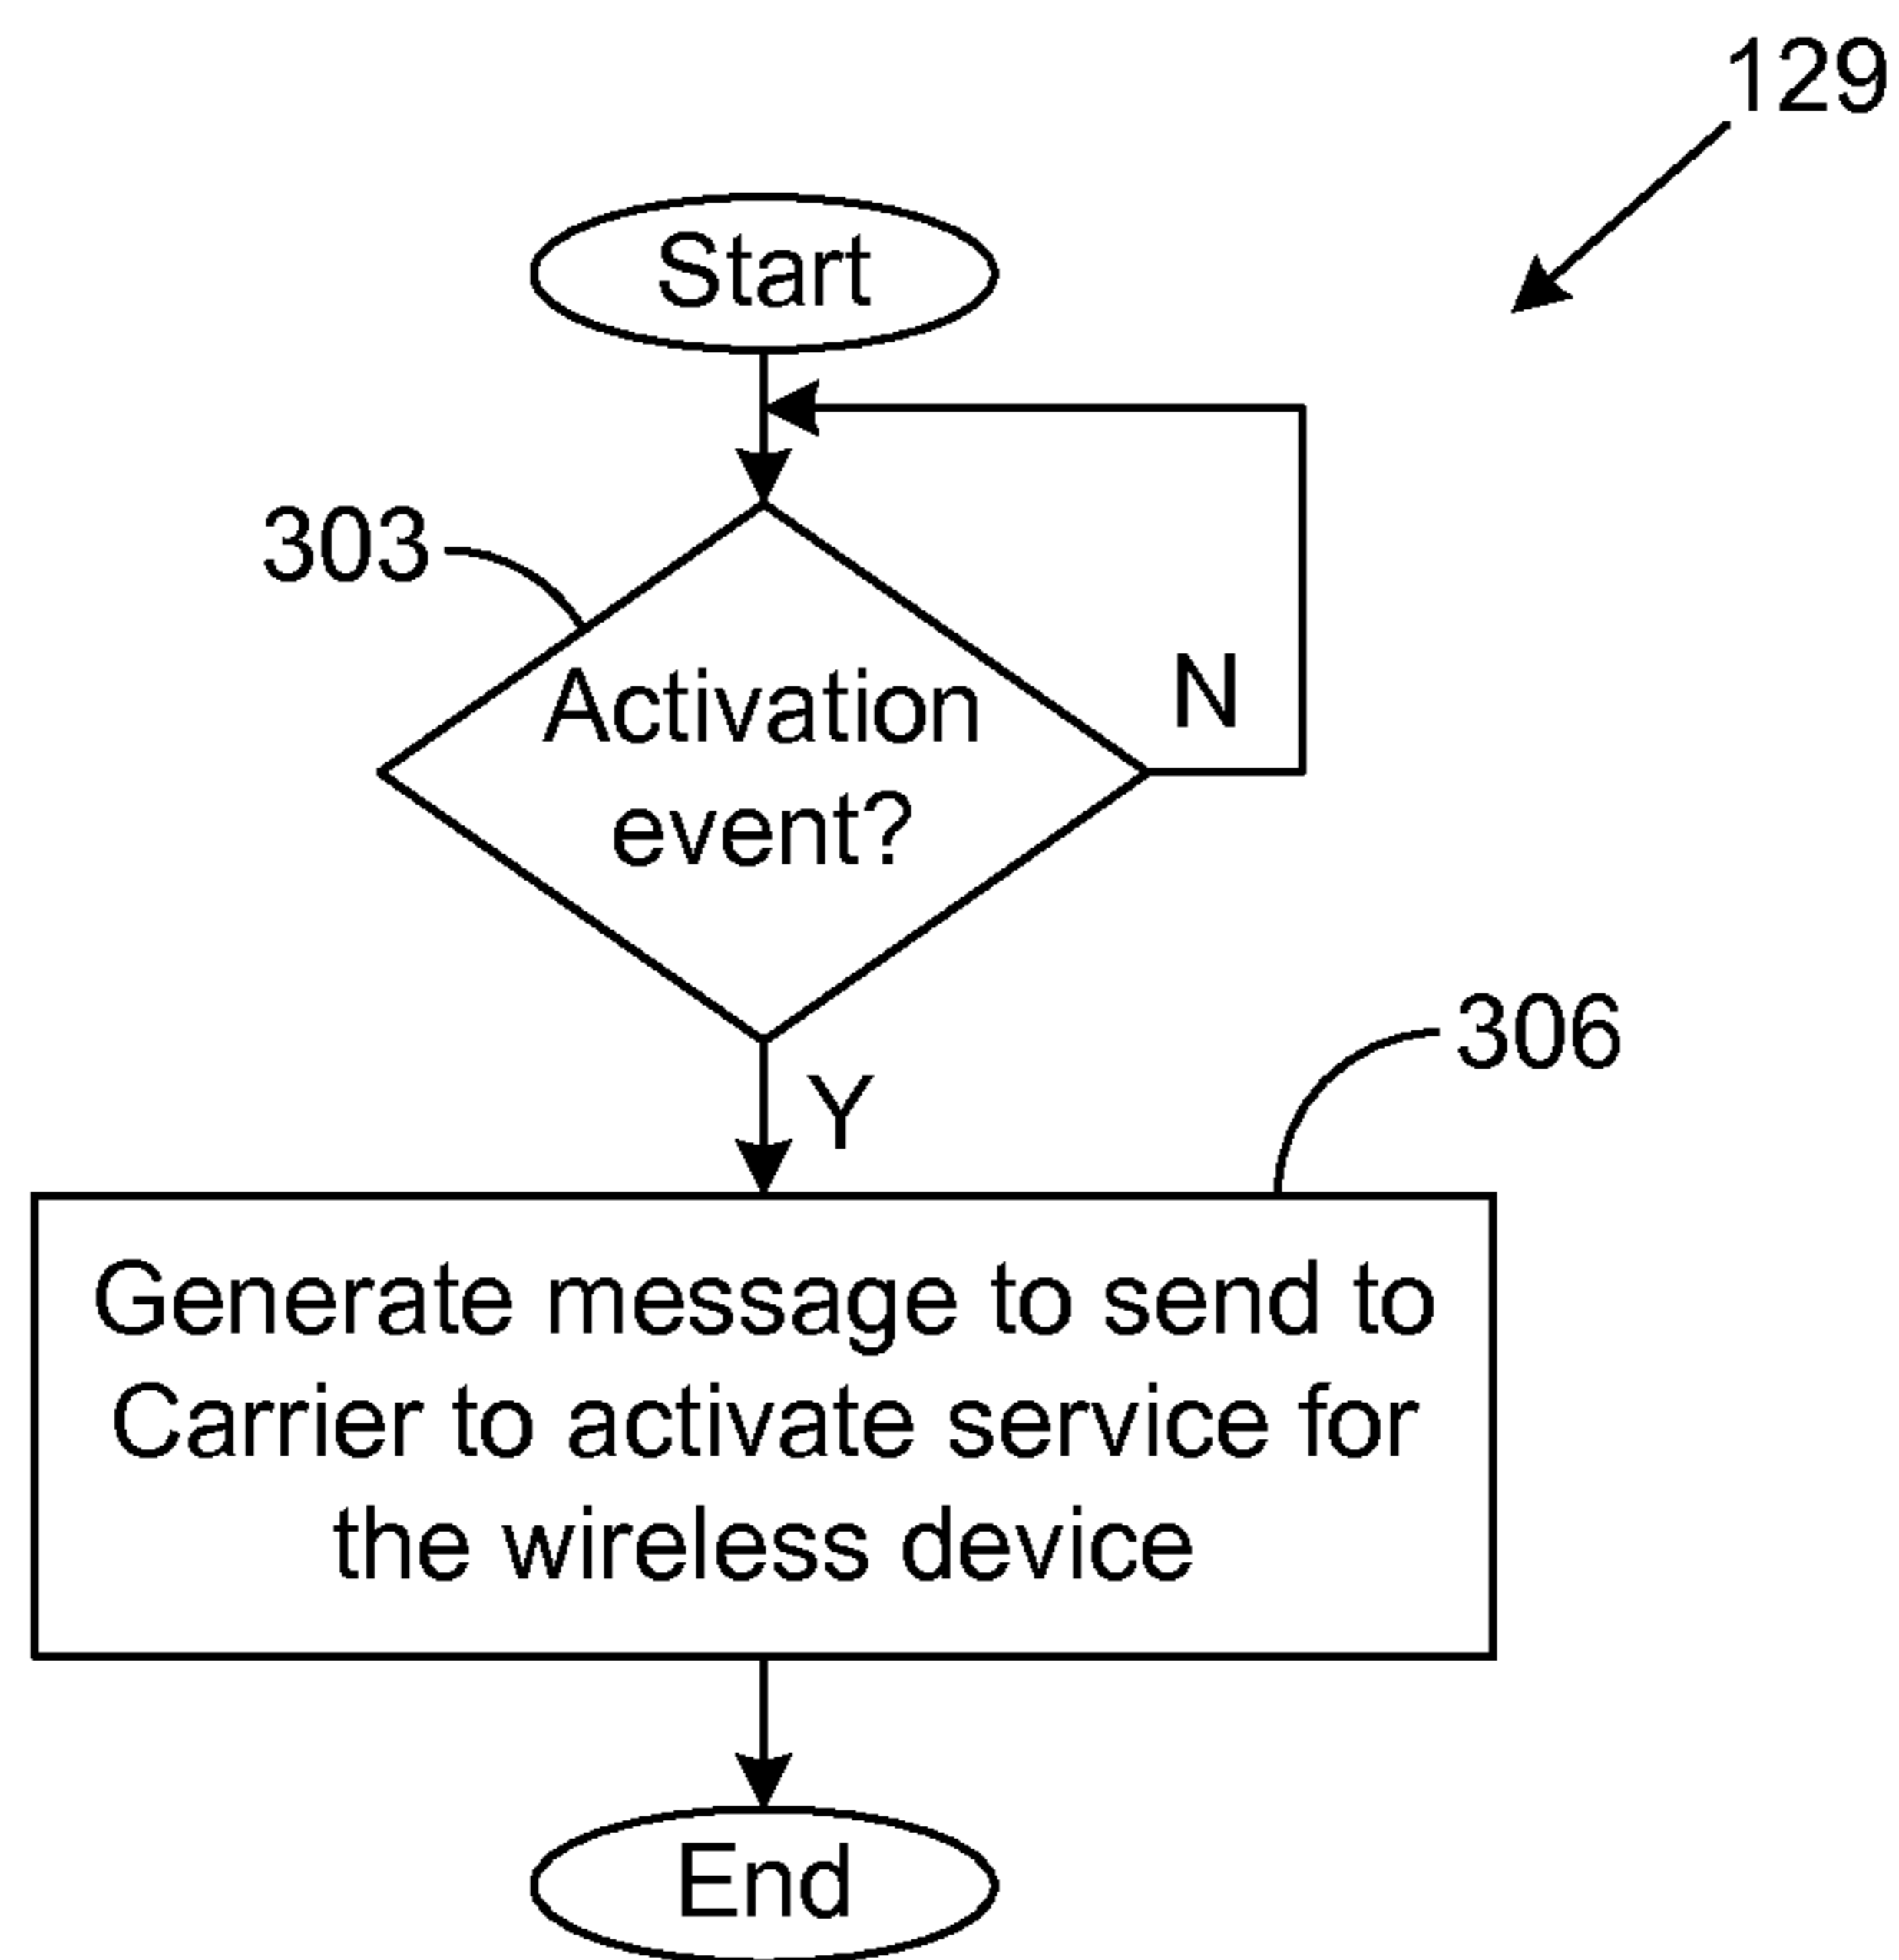 129
Start
303
Activation
event?
N
Y
306
Generate message to send to
Carrier to activate service for
the wireless device
End